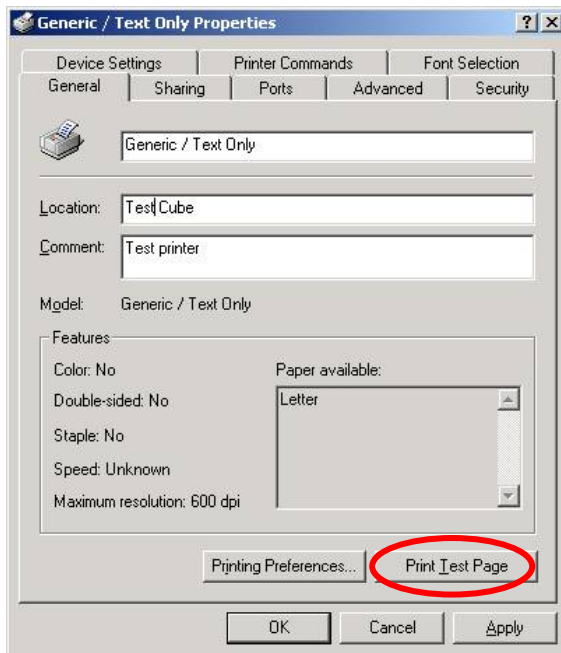 Generic / Text Only Properties
Device Settings Printer Commands Font Selection
General Sharing Ports Advanced Security
Generic / Text Only
Location: Test Cube
Comment: Test printer
Model: Generic / Text Only
Features
Color: No Paper available:
Double-sided: No Letter
Staple: No
Speed: Unknown
Maximum resolution: 600 dpi
Printing Preferences... Print Test Page
OK Cancel Apply